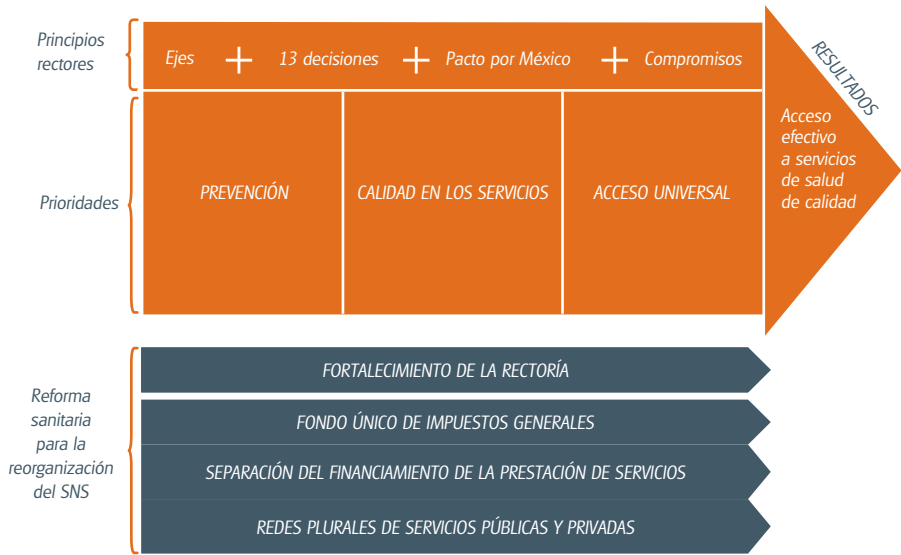 Principios
rectores
Ejes + 13 decisiones + Pacto por México + Compromisos
RESULTADOS
Acceso
efectivo
a servicios
de salud
de calidad
Prioridades
PREVENCIÓN
CALIDAD EN LOS SERVICIOS
ACCESO UNIVERSAL
Reforma
sanitaria
para la
reorganización
del SNS
FORTALECIMIENTO DE LA RECTORÍA
FONDO ÚNICO DE IMPUESTOS GENERALES
SEPARACIÓN DEL FINANCIAMIENTO DE LA PRESTACIÓN DE SERVICIOS
REDES PLURALES DE SERVICIOS PÚBLICAS Y PRIVADAS